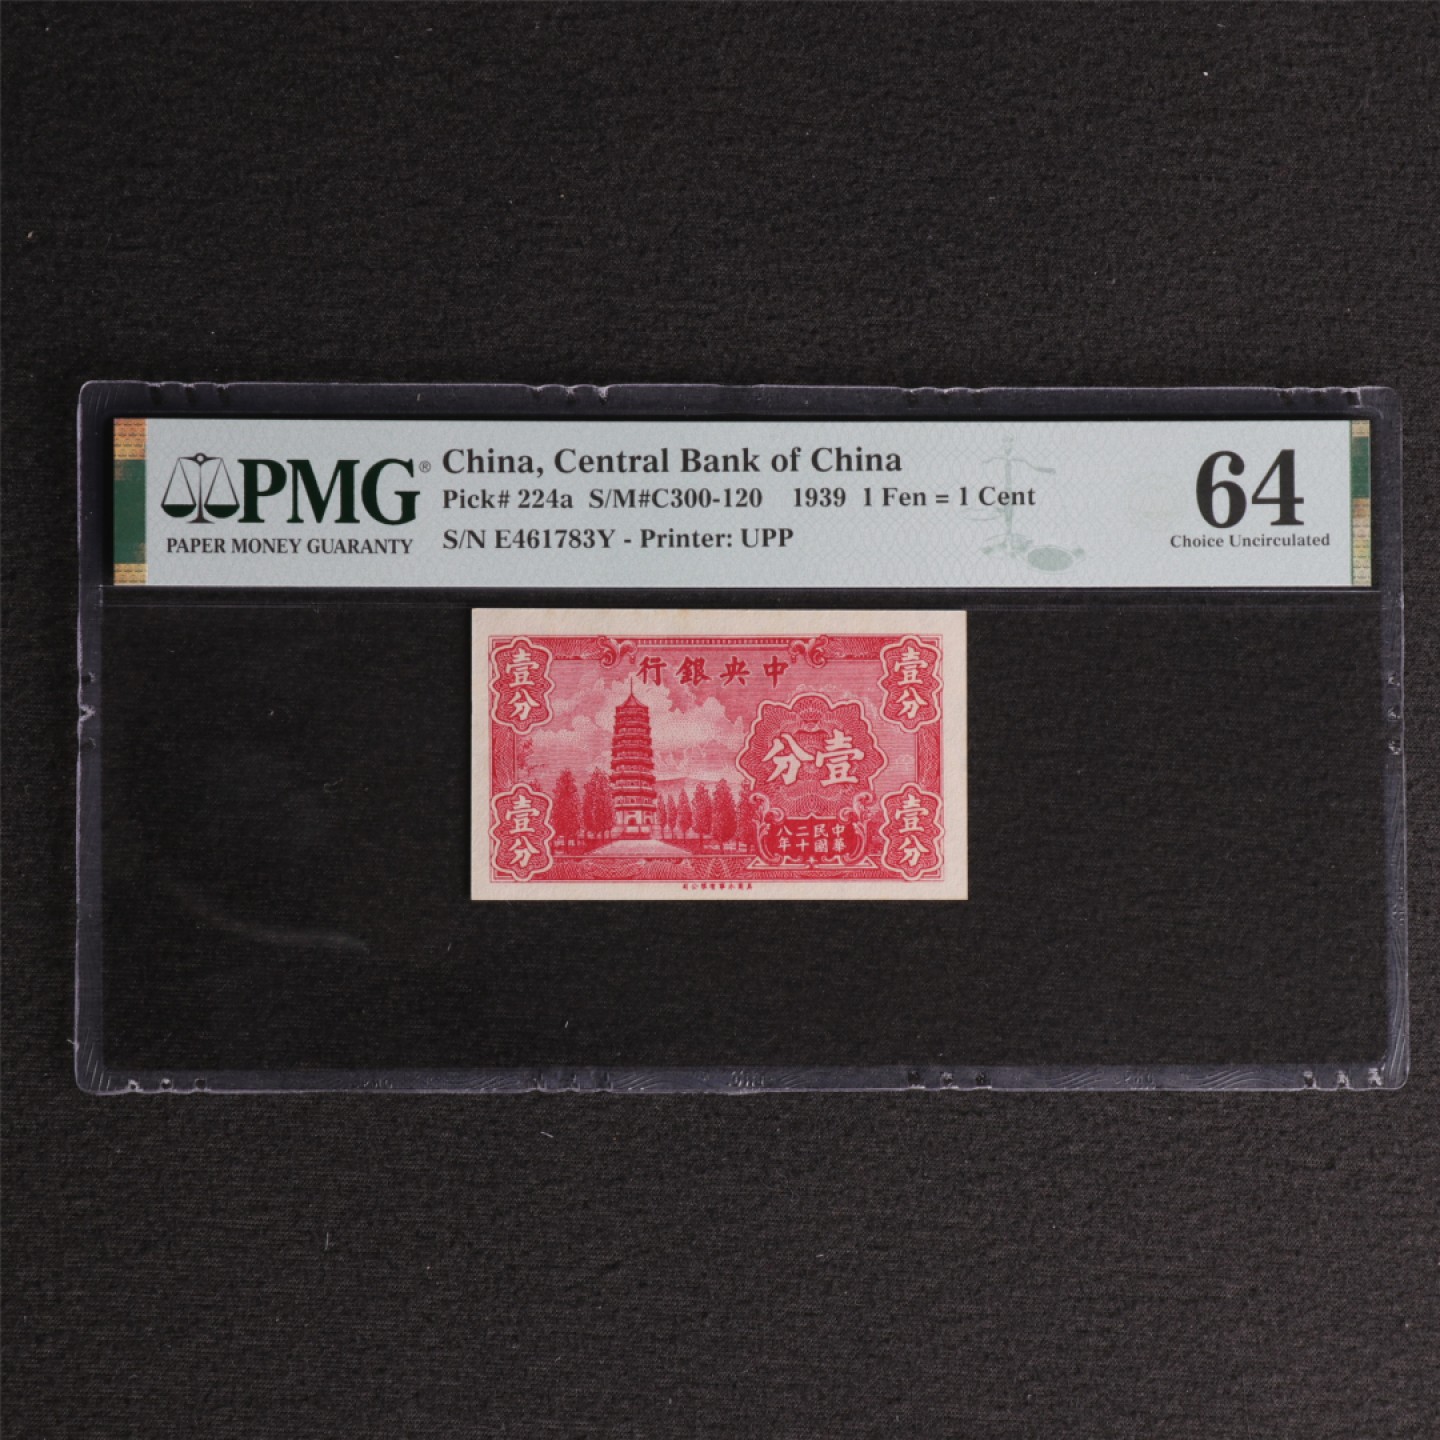 PMG®
PAPER MONEY GUARANTY
China, Central Bank of China
Pick# 224a S/M#C300-120 1939 1 Fen = 1 Cent
S/N E461783Y - Printer: UPP
64
Choice Uncirculated
行銀央中
壹分
壹分
分壹
壹分
壹分
八二民中
年十國華